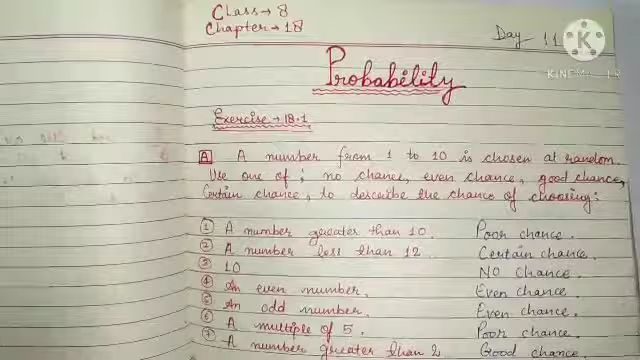 Class → 8
Chapter → 18
Day - 11
Probability
Exercise → 18.1
A A number from 1 to 10 is chosen at random.
Use one of; no chance, even chance, good chance,
Certain chance, to describe the chance of choosing:
① A number greater than 10. Poor chance.
② A number less than 12. Certain chance.
③ 10 No Chance.
④ An even number. Even chance.
⑤ An odd number. Even chance.
⑥ A multiple of 5. Poor chance.
⑦ A number greater than 2 Good chance.